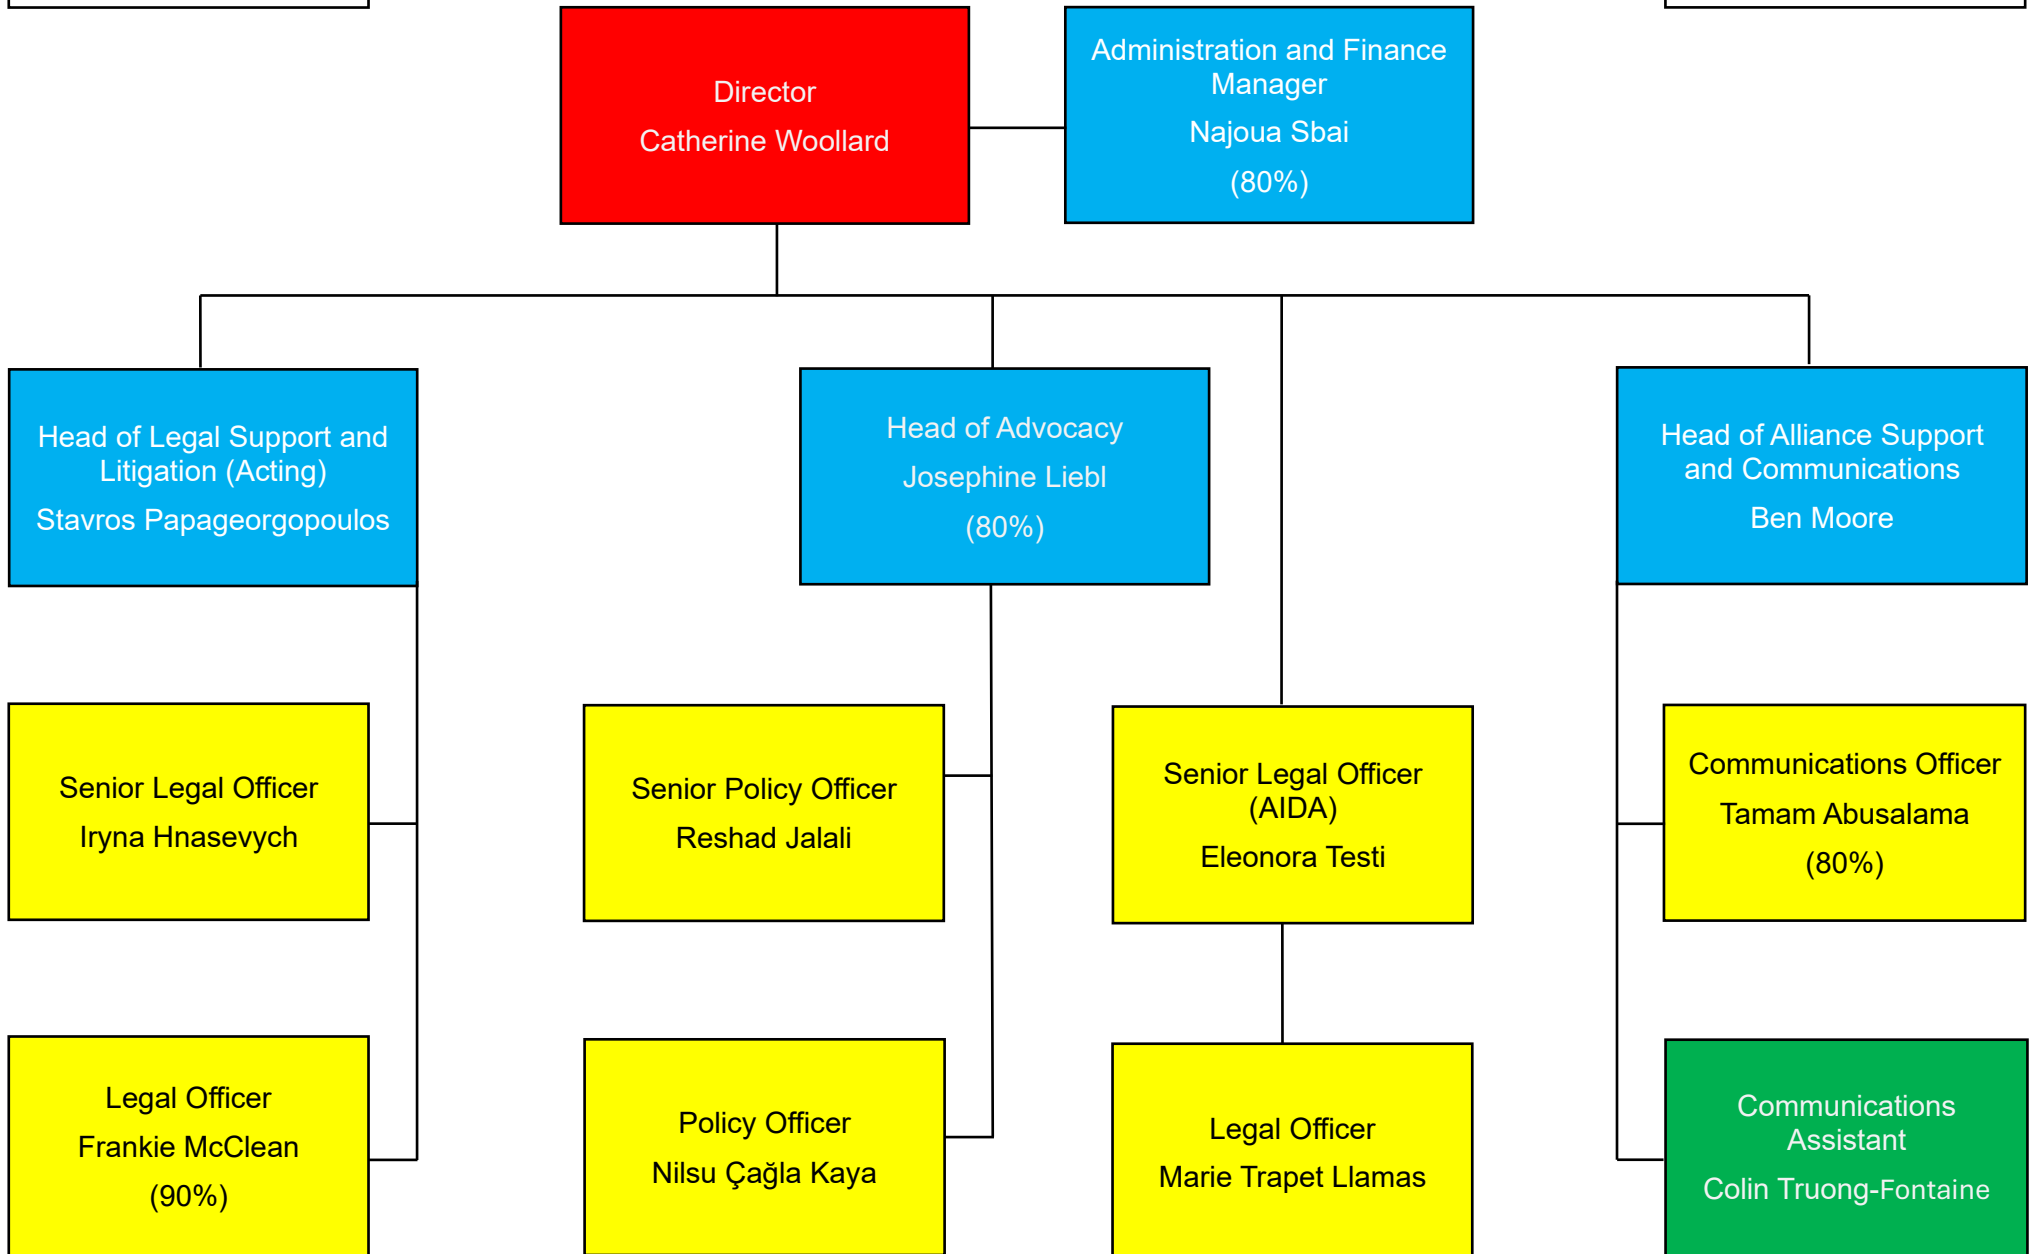 Director
Catherine Woollard
Administration and Finance
Manager
Najoua Sbai
(80%)
Head of Legal Support and
Litigation (Acting)
Stavros Papageorgopoulos
Head of Advocacy
Josephine Liebl
(80%)
Head of Alliance Support
and Communications
Ben Moore
Senior Legal Officer
Iryna Hnasevych
Senior Policy Officer
Reshad Jalali
Senior Legal Officer
(AIDA)
Eleonora Testi
Communications Officer
Tamam Abusalama
(80%)
Legal Officer
Frankie McClean
(90%)
Policy Officer
Nilsu Çağla Kaya
Legal Officer
Marie Trapet Llamas
Communications
Assistant
Colin Truong-Fontaine